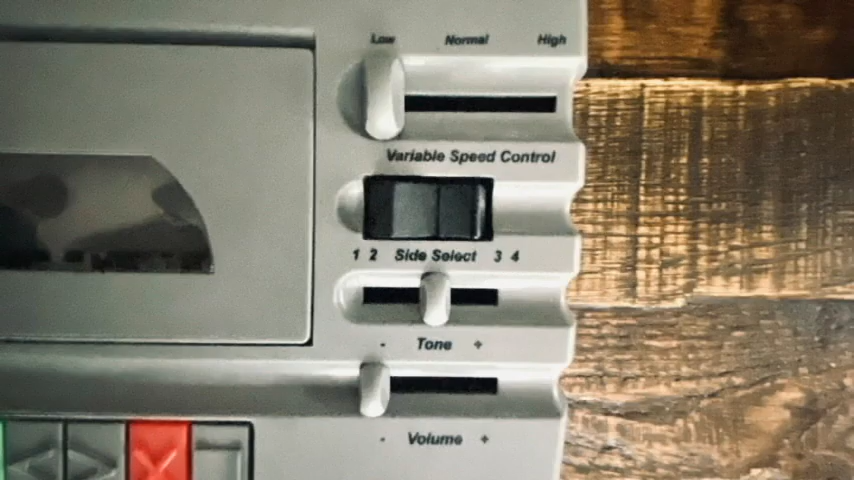 Low Normal High
Variable Speed Control
1 2 Side Select 3 4
- Tone +
- Volume +